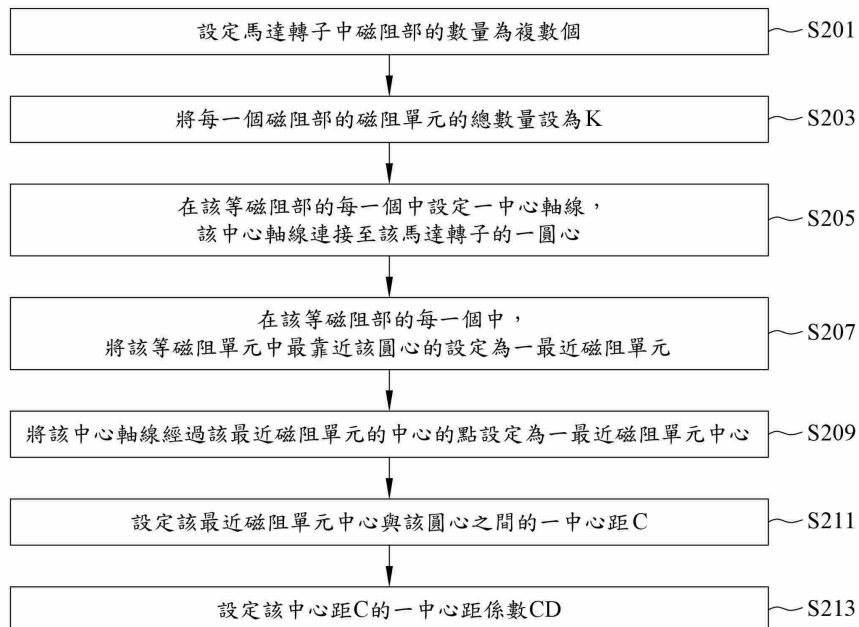 設定馬達轉子中磁阻部的數量為複數個
S201
將每一個磁阻部的磁阻單元的總數量設為K
S203
在該等磁阻部的每一個中設定一中心軸線，
該中心軸線連接至該馬達轉子的一圓心
S205
在該等磁阻部的每一個中，
將該等磁阻單元中最靠近該圓心的設定為一最近磁阻單元
S207
將該中心軸線經過該最近磁阻單元的中心的點設定為一最近磁阻單元中心
S209
設定該最近磁阻單元中心與該圓心之間的一中心距C
S211
設定該中心距C的一中心距係數CD
S213